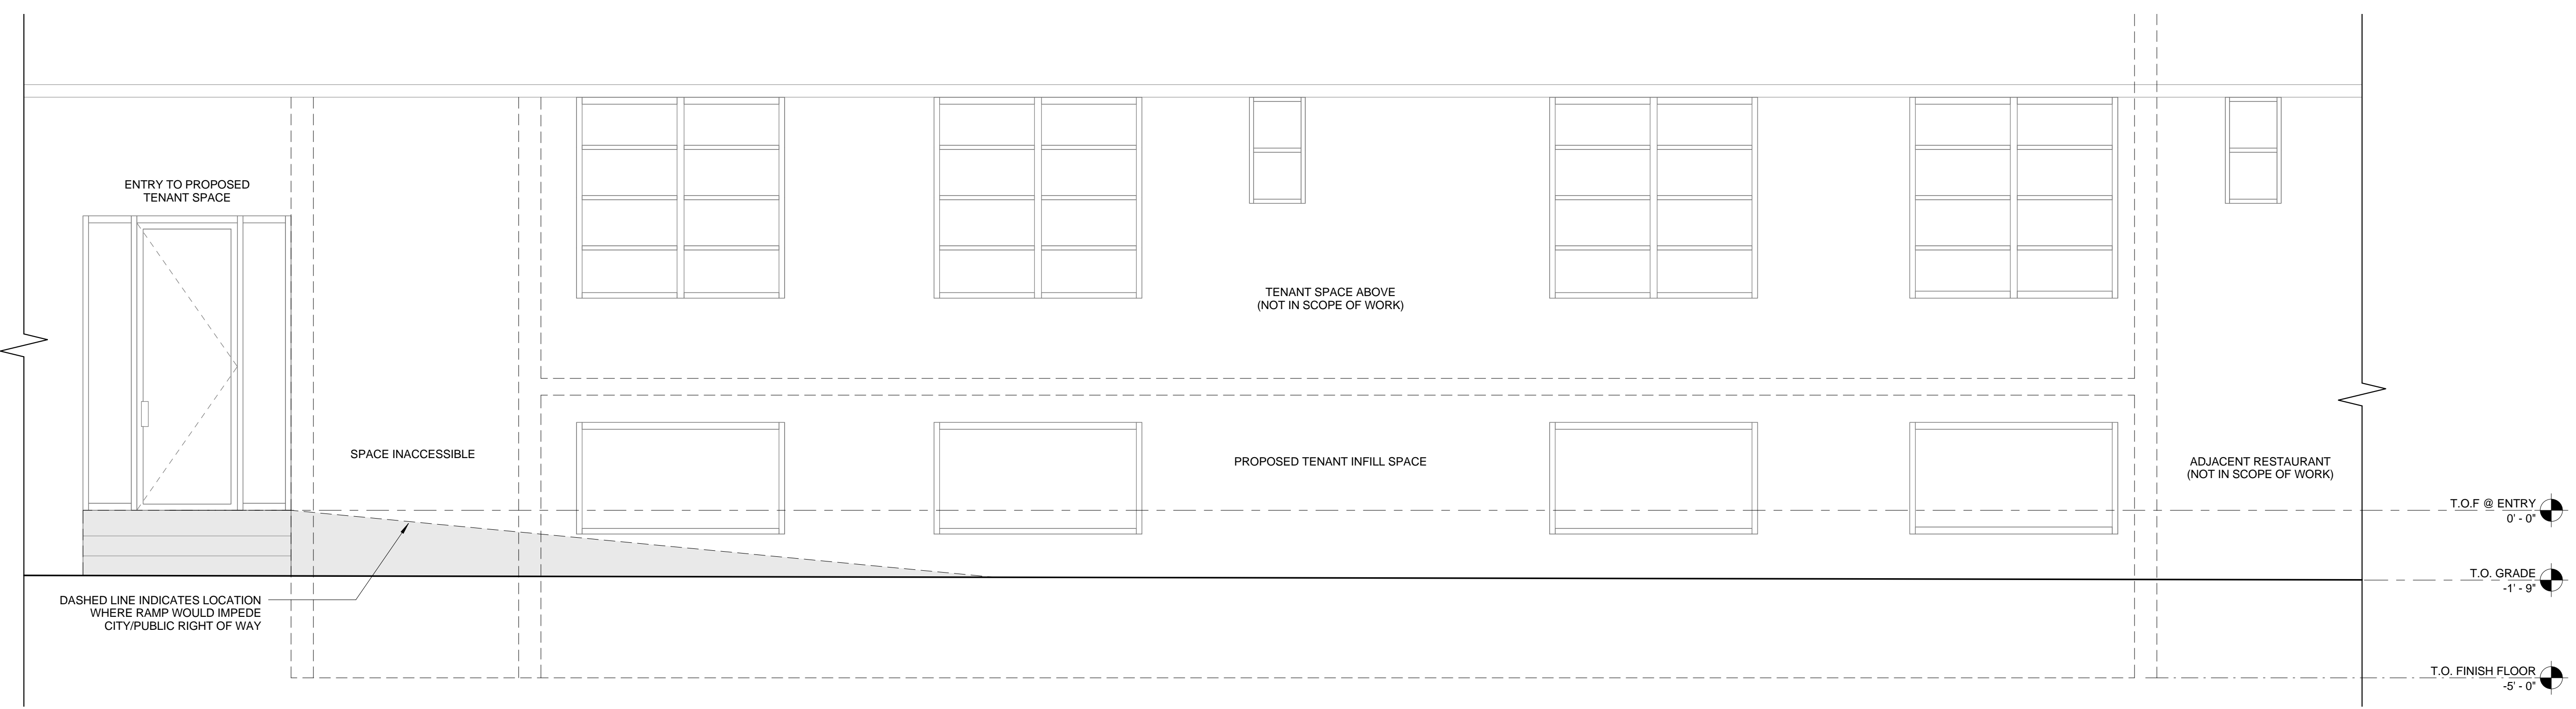 ENTRY TO PROPOSED
TENANT SPACE
TENANT SPACE ABOVE
(NOT IN SCOPE OF WORK)
SPACE INACCESSIBLE
PROPOSED TENANT INFILL SPACE
ADJACENT RESTAURANT
(NOT IN SCOPE OF WORK)
T.O.F @ ENTRY
0' - 0"
T.O. GRADE
-1' - 9"
DASHED LINE INDICATES LOCATION
WHERE RAMP WOULD IMPEDE
CITY/PUBLIC RIGHT OF WAY
T.O. FINISH FLOOR
-5' - 0"